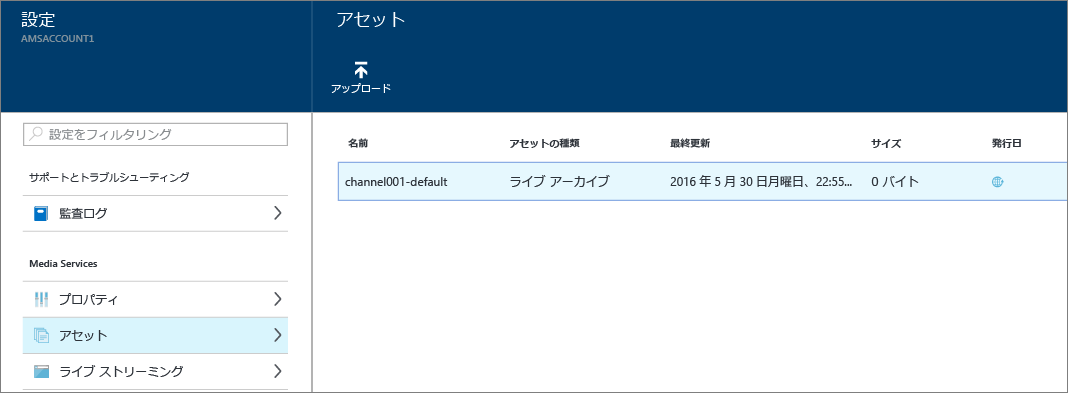 設定
AMSACCOUNT1
設定をフィルタリング
サポートとトラブルシューティング
監査ログ
Media Services
プロパティ
アセット
ライブ ストリーミング
アセット
アップロード
名前 アセットの種類 最終更新 サイズ 発行日
channel001-default ライブ アーカイブ 2016 年 5 月 30 日月曜日、22:55... 0 バイト